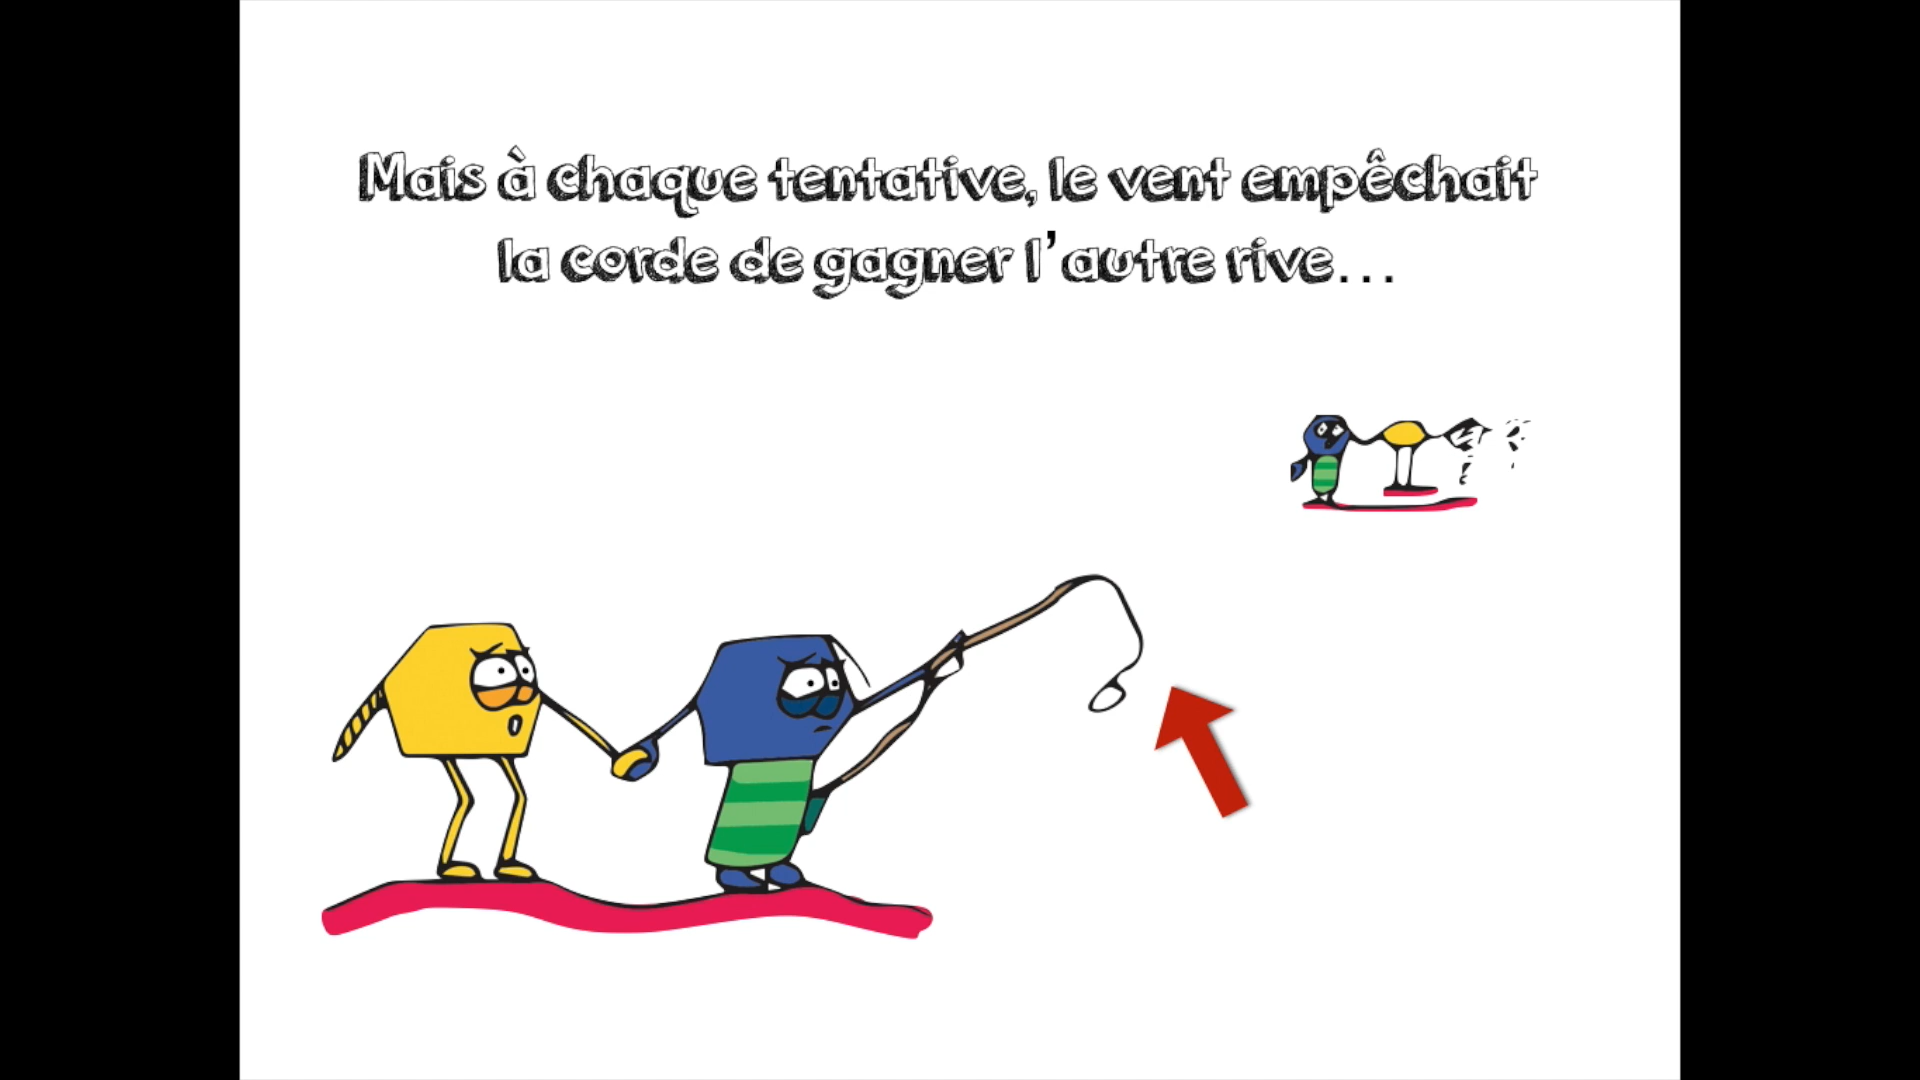 Mais à chaque tentative, le vent empêchait
la corde de gagner l’autre rive...